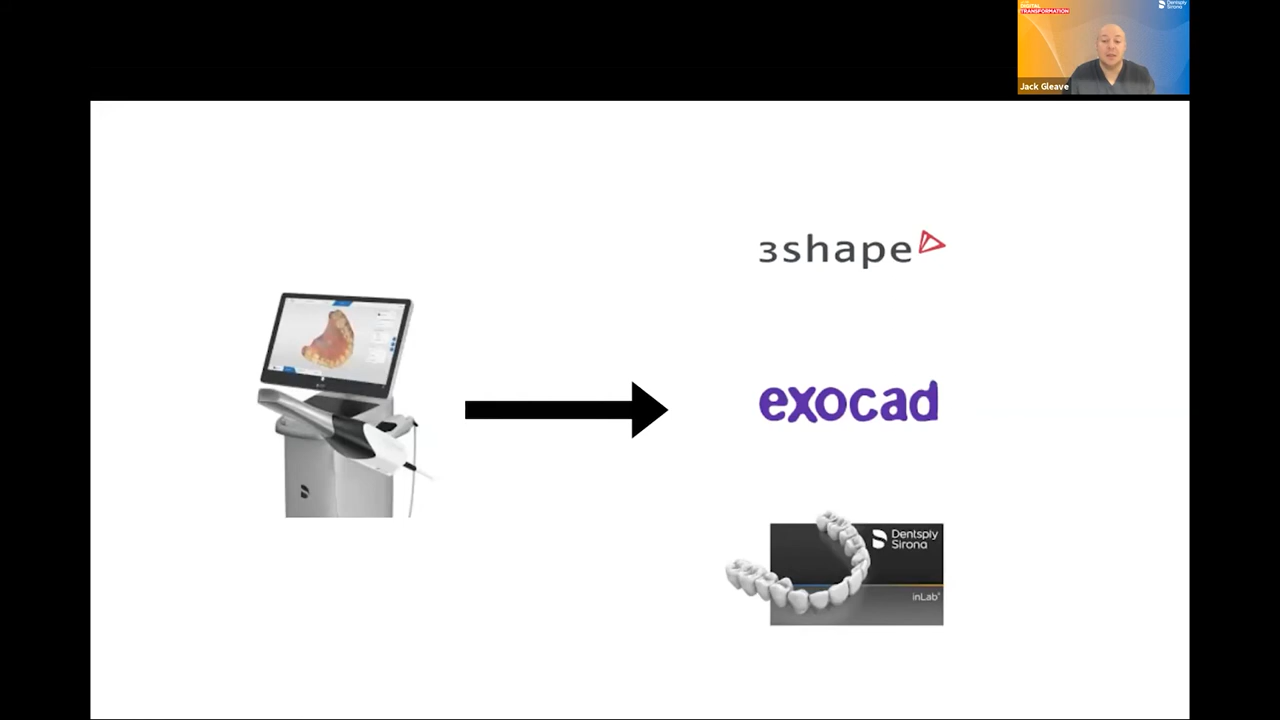 DIGITAL
TRANSFORMATION
Dentsply
Sirona
Jack Gleave
3shape
exocad
Dentsply
Sirona
inLab®